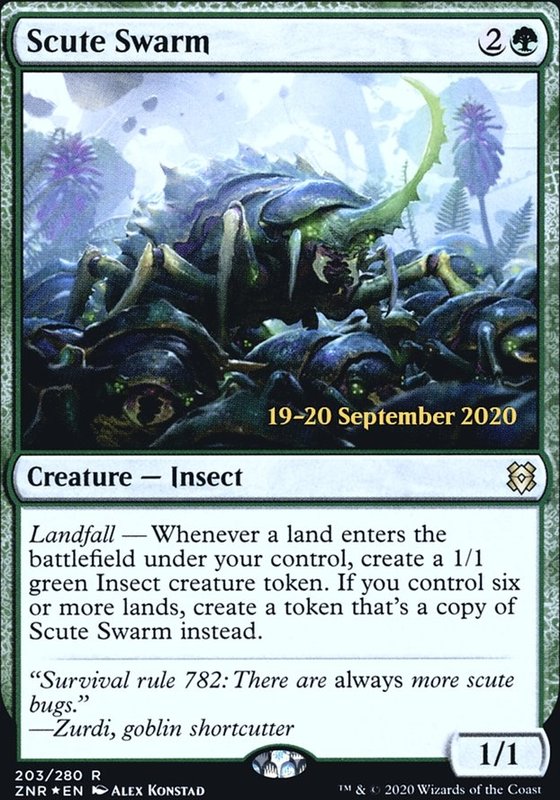 Scute Swarm 2
19–20 September 2020
Creature — Insect
Landfall — Whenever a land enters the
battlefield under your control, create a 1/1
green Insect creature token. If you control six
or more lands, create a token that's a copy of
Scute Swarm instead.
“Survival rule 782: There are always more scute
bugs.”
—Zurdi, goblin shortcutter
1/1
203/280 R
ZNR ★ EN Alex Konstad
™ & © 2020 Wizards of the Coast